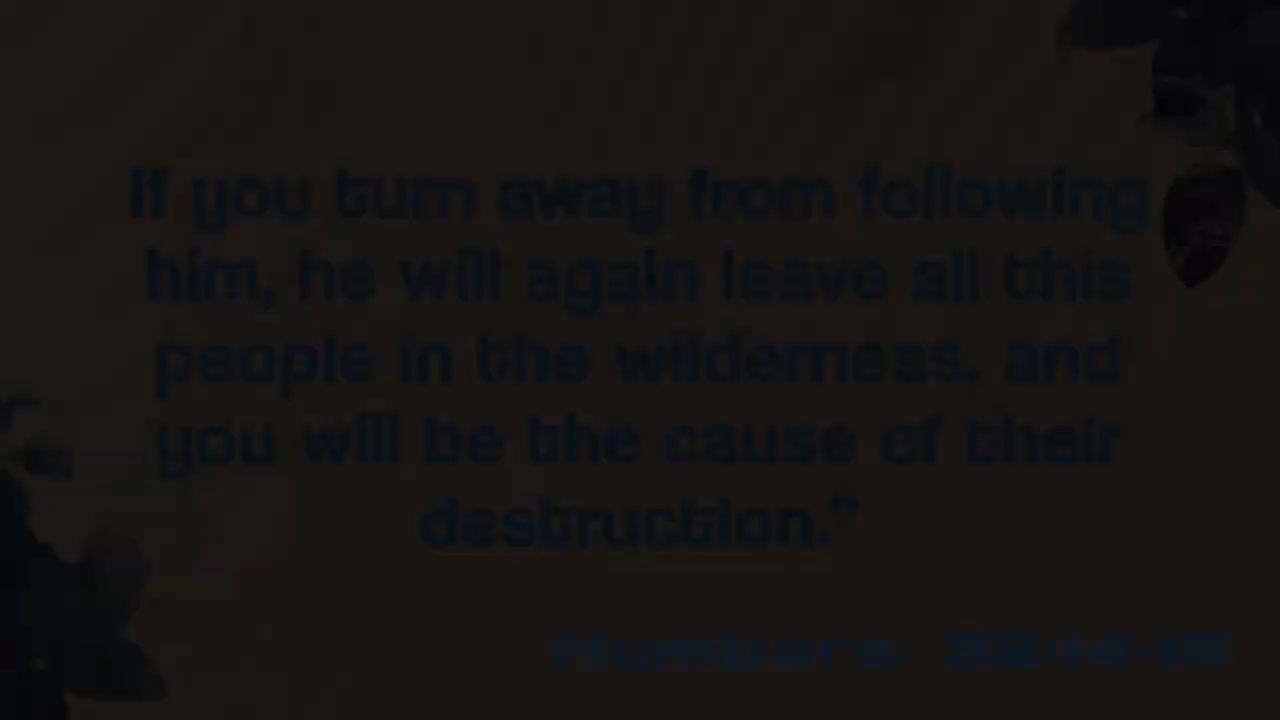 If you turn away from following
him, he will again leave all this
people in the wilderness, and
you will be the cause of their
destruction."
Numbers: 32:14-15